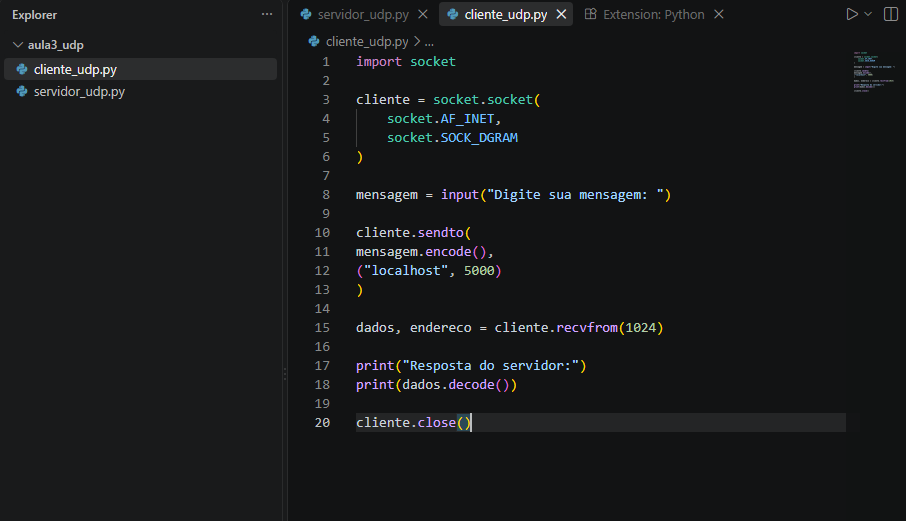 Explorer ...
aula3_udp
cliente_udp.py
servidor_udp.py
servidor_udp.py cliente_udp.py Extension: Python
cliente_udp.py > ...
1 import socket
2
3 cliente = socket.socket(
4     socket.AF_INET,
5     socket.SOCK_DGRAM
6 )
7
8 mensagem = input("Digite sua mensagem: ")
9
10 cliente.sendto(
11 mensagem.encode(),
12 ("localhost", 5000)
13 )
14
15 dados, endereco = cliente.recvfrom(1024)
16
17 print("Resposta do servidor:")
18 print(dados.decode())
19
20 cliente.close()